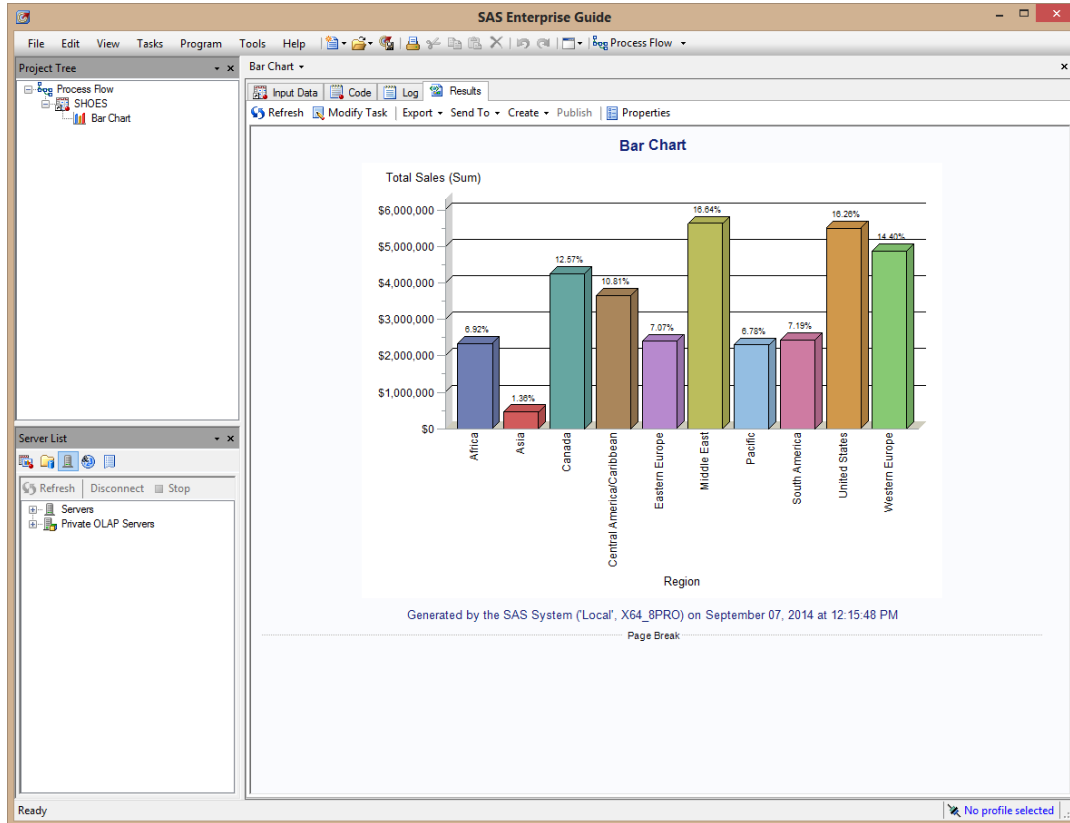 SAS Enterprise Guide
File Edit View Tasks Program Tools Help Process Flow
Project Tree
Process Flow
SHOES
Bar Chart
Bar Chart
Input Data Code Log Results
Refresh Modify Task Export Send To Create Publish Properties
Bar Chart
Total Sales (Sum)
$6,000,000
$5,000,000
$4,000,000
$3,000,000
$2,000,000
$1,000,000
$0
6.92%
1.36%
12.57%
10.81%
7.07%
16.64%
6.78%
7.19%
16.26%
14.40%
Africa
Asia
Canada
Central America/Caribbean
Eastern Europe
Middle East
Pacific
South America
United States
Western Europe
Region
Generated by the SAS System ('Local', X64_8PRO) on September 07, 2014 at 12:15:48 PM
Page Break
Server List
Refresh Disconnect Stop
Servers
Private OLAP Servers
Ready
No profile selected